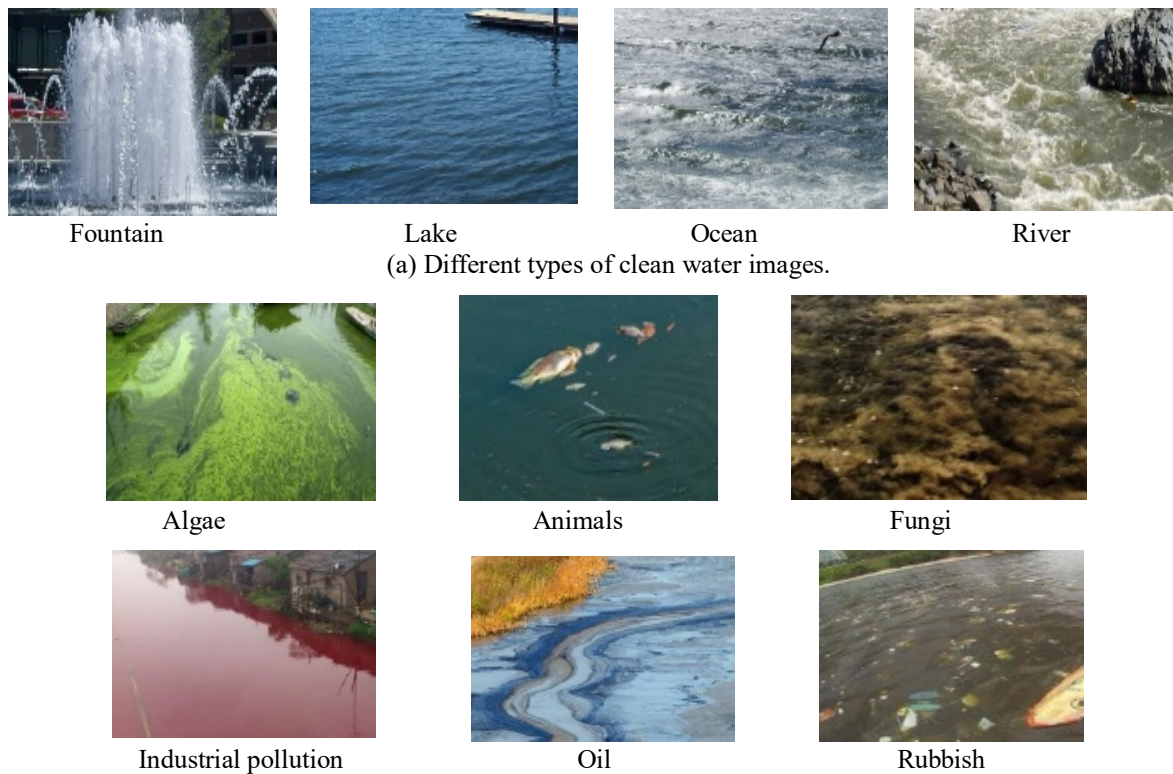 Fountain Lake Ocean River
(a) Different types of clean water images.
Algae Animals Fungi
Industrial pollution Oil Rubbish